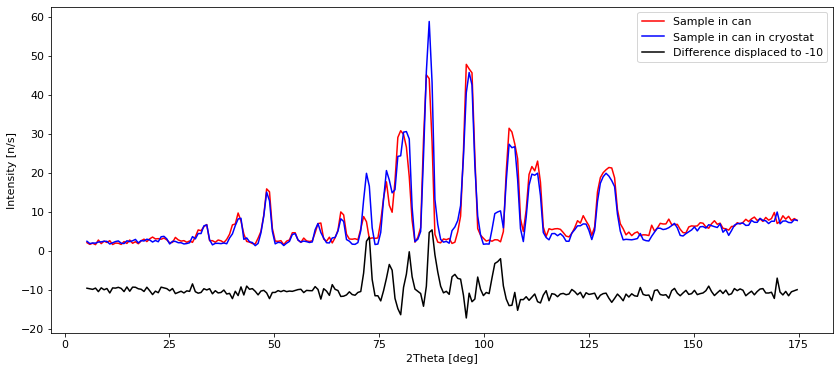 Sample in can
Sample in can in cryostat
Difference displaced to -10
Intensity [n/s]
60
50
40
30
20
10
0
−10
−20
0 25 50 75 100 125 150 175
2Theta [deg]